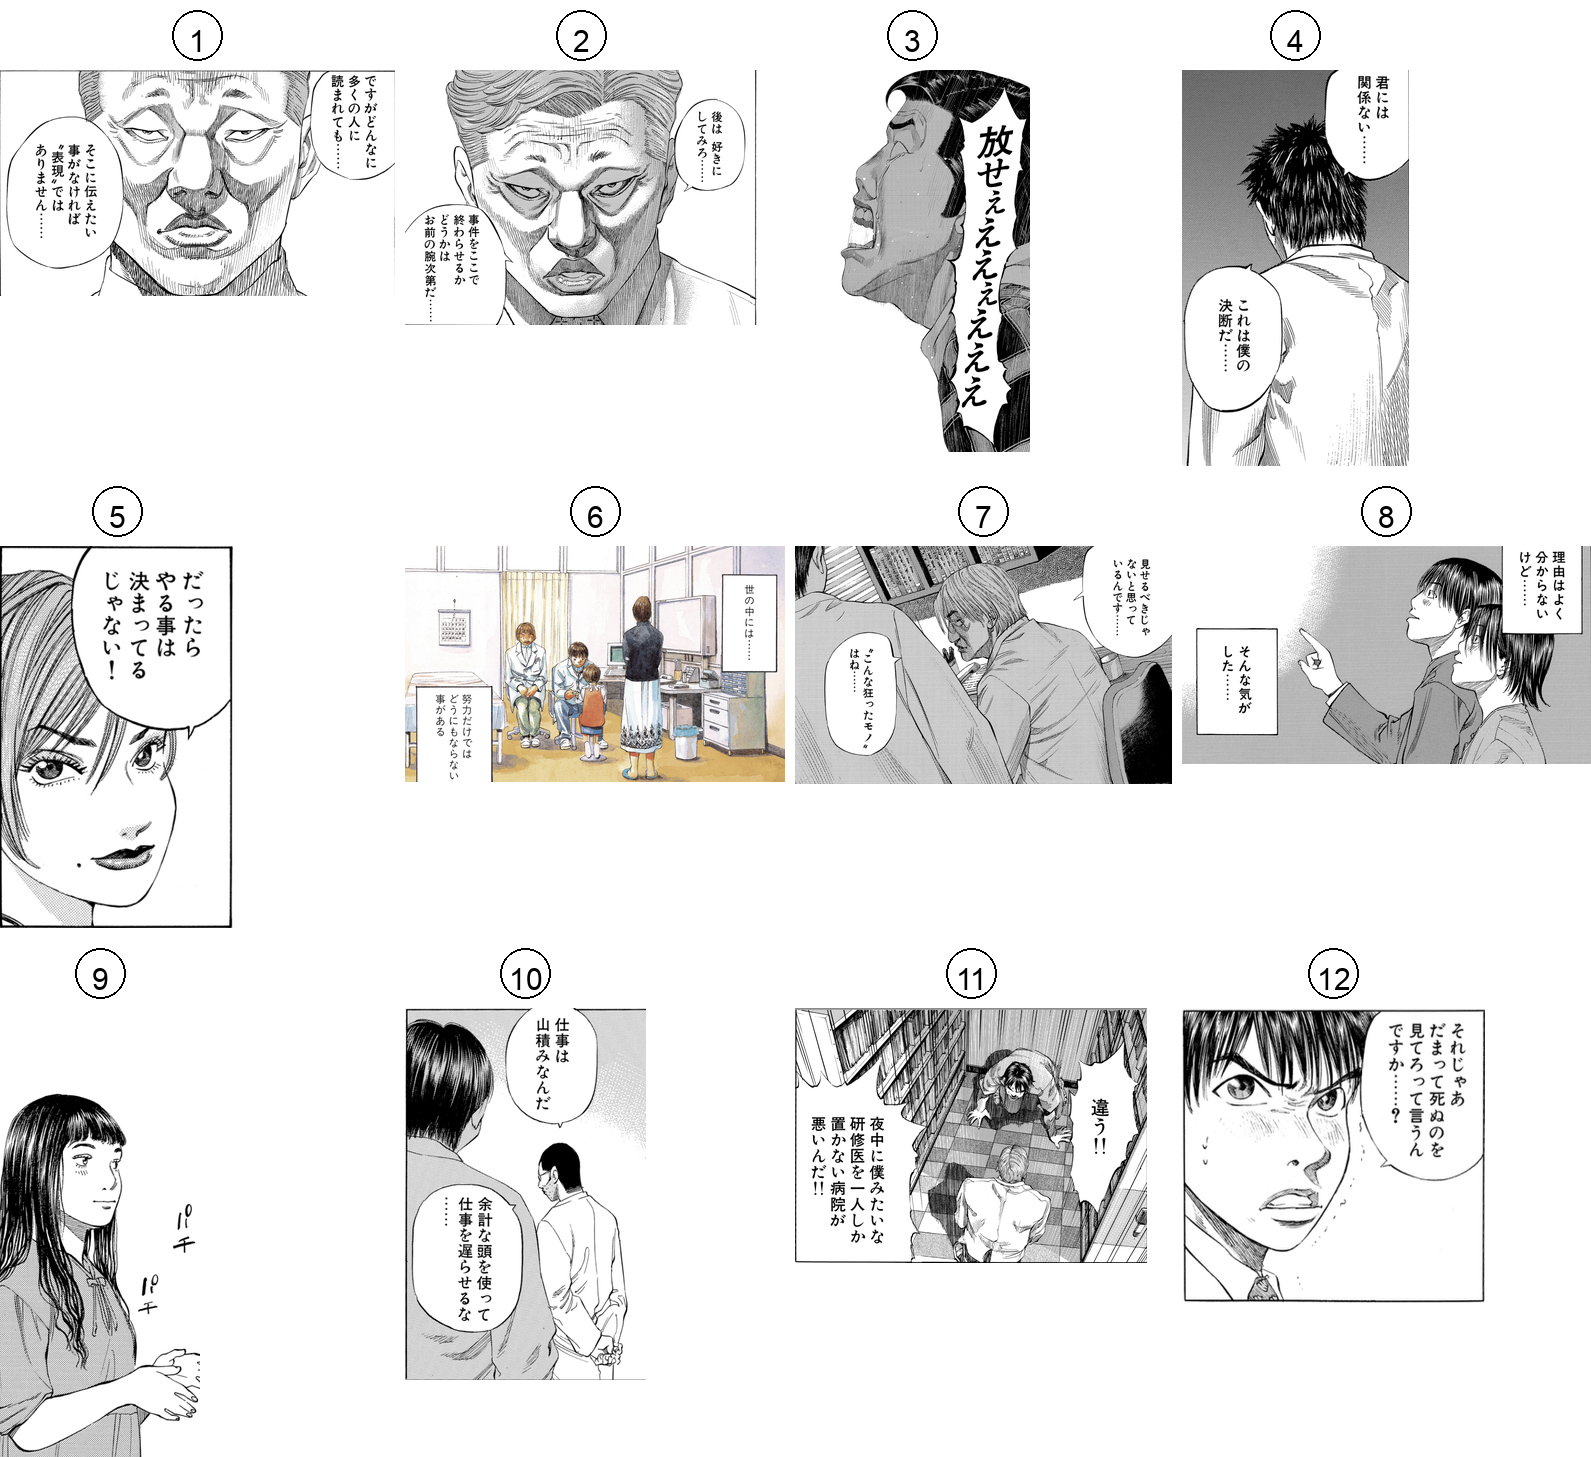 1
ですがどんなに
多くの人に
読まれても……
そこに伝えたい
事がなければ
〝表現〟では
ありません……
2
後は 好きに
してみろ……
事件をここで
終わらせるか
どうかは
お前の腕次第だ……
3
放せぇええぇえええ
4
君には
関係ない……
これは僕の
決断だ……
5
だったら
やる事は
決まってる
じゃない！
6
世の中には……
努力だけでは
どうにもならない
事がある
7
見せるべきじゃ
ないと思って
いるんです……
〝こんな狂ったモノ〟
はね……
8
理由はよく
分からない
けど……
そんな気が
した……
9
パチ
パチ
10
仕事は
山積みなんだ
余計な頭を使って
仕事を遅らせるな
……
11
違う!!
夜中に僕みたいな
研修医を一人しか
置かない病院が
悪いんだ!!
12
それじゃあ
だまって死ぬのを
見てろって言うん
ですか……？